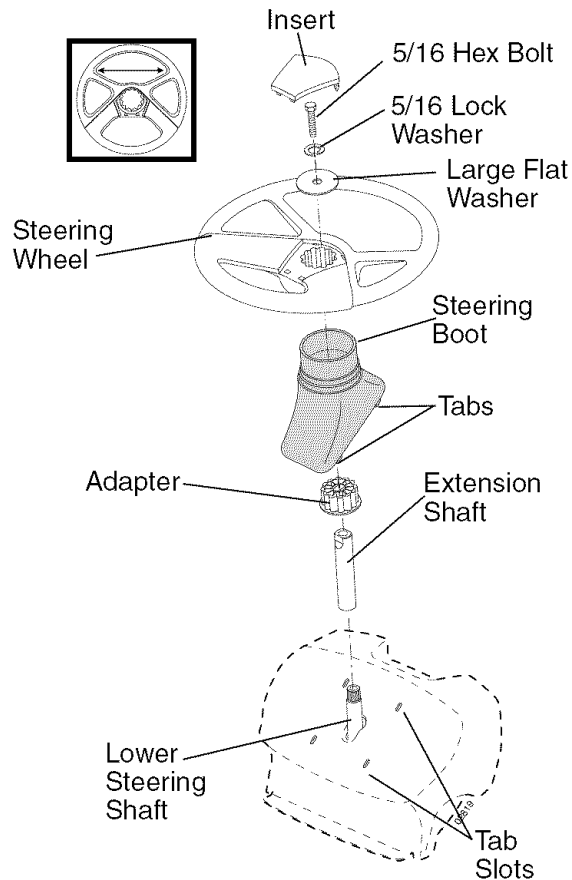 Insert
5/16 Hex Bolt
5/16 Lock
Washer
Large Flat
Washer
Steering
Wheel
Steering
Boot
Tabs
Adapter
Extension
Shaft
Lower
Steering
Shaft
Tab
Slots